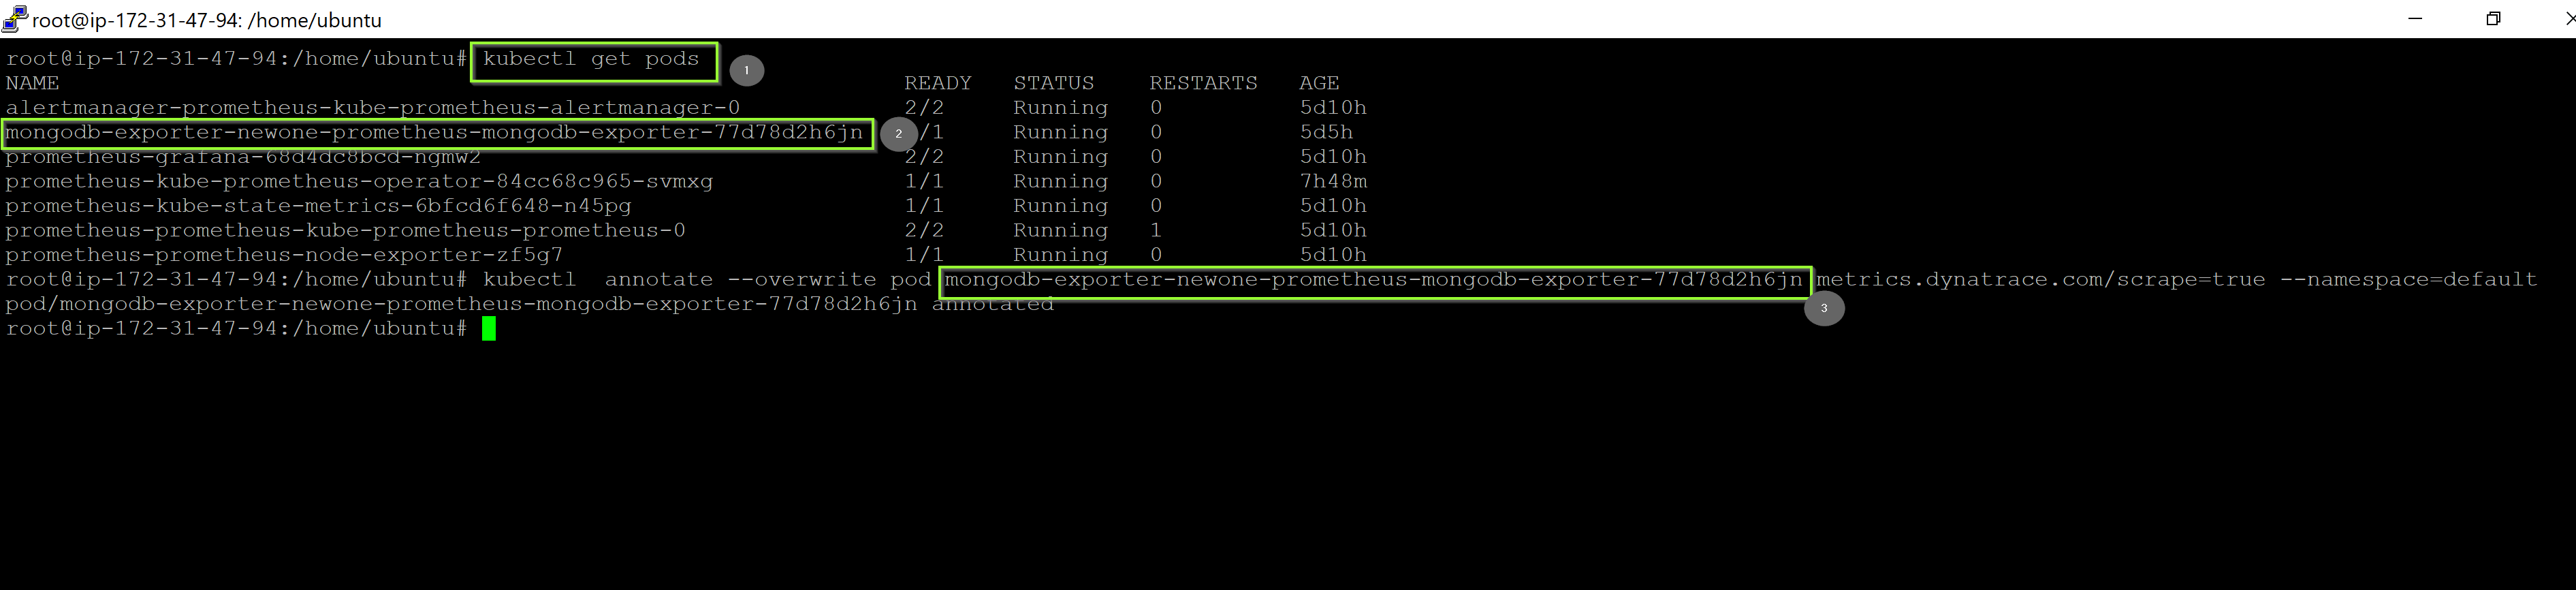 root@ip-172-31-47-94: /home/ubuntu
root@ip-172-31-47-94:/home/ubuntu# kubectl get pods 1
NAME READY STATUS RESTARTS AGE
alertmanager-prometheus-kube-prometheus-alertmanager-0 2/2 Running 0 5d10h
mongodb-exporter-newone-prometheus-mongodb-exporter-77d78d2h6jn 2 /1 Running 0 5d5h
prometheus-grafana-68d4dc8bcd-ngmw2 2/2 Running 0 5d10h
prometheus-kube-prometheus-operator-84cc68c965-svmxg 1/1 Running 0 7h48m
prometheus-kube-state-metrics-6bfcd6f648-n45pg 1/1 Running 0 5d10h
prometheus-prometheus-kube-prometheus-prometheus-0 2/2 Running 1 5d10h
prometheus-prometheus-node-exporter-zf5g7 1/1 Running 0 5d10h
root@ip-172-31-47-94:/home/ubuntu# kubectl  annotate --overwrite pod mongodb-exporter-newone-prometheus-mongodb-exporter-77d78d2h6jn metrics.dynatrace.com/scrape=true --namespace=default
pod/mongodb-exporter-newone-prometheus-mongodb-exporter-77d78d2h6jn annotated 3
root@ip-172-31-47-94:/home/ubuntu#